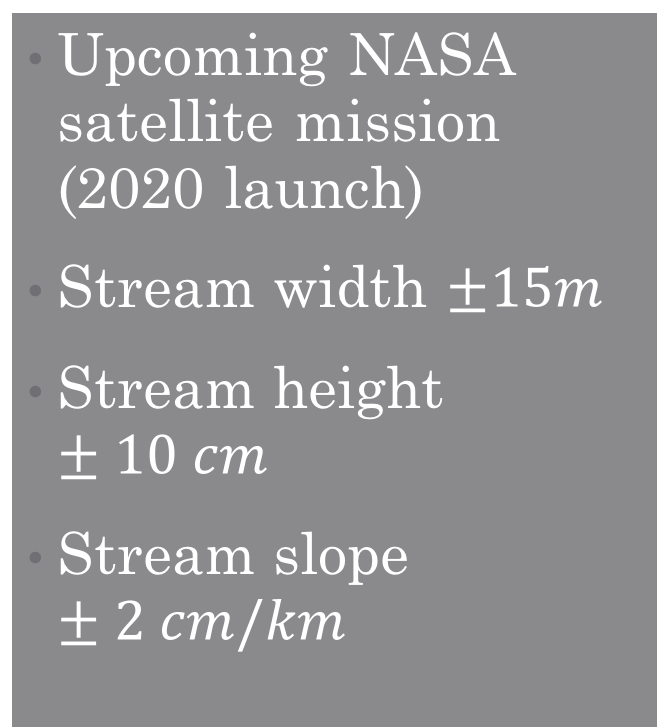 • Upcoming NASA
satellite mission
(2020 launch)
• Stream width ±15m
• Stream height
± 10 cm
• Stream slope
± 2 cm/km